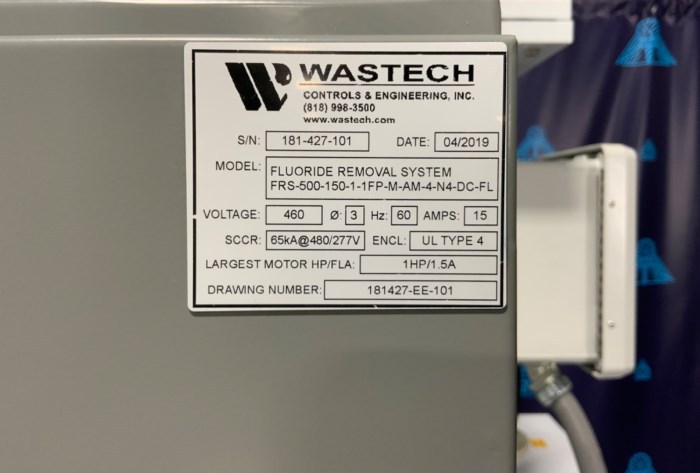 WASTECH
CONTROLS & ENGINEERING, INC.
(818) 998-3500
www.wastech.com
S/N: 181-427-101 DATE: 04/2019
MODEL: FLUORIDE REMOVAL SYSTEM
FRS-500-150-1-1FP-M-AM-4-N4-DC-FL
VOLTAGE: 460 Ø: 3 Hz: 60 AMPS: 15
SCCR: 65kA@480/277V ENCL: UL TYPE 4
LARGEST MOTOR HP/FLA: 1HP/1.5A
DRAWING NUMBER: 181427-EE-101